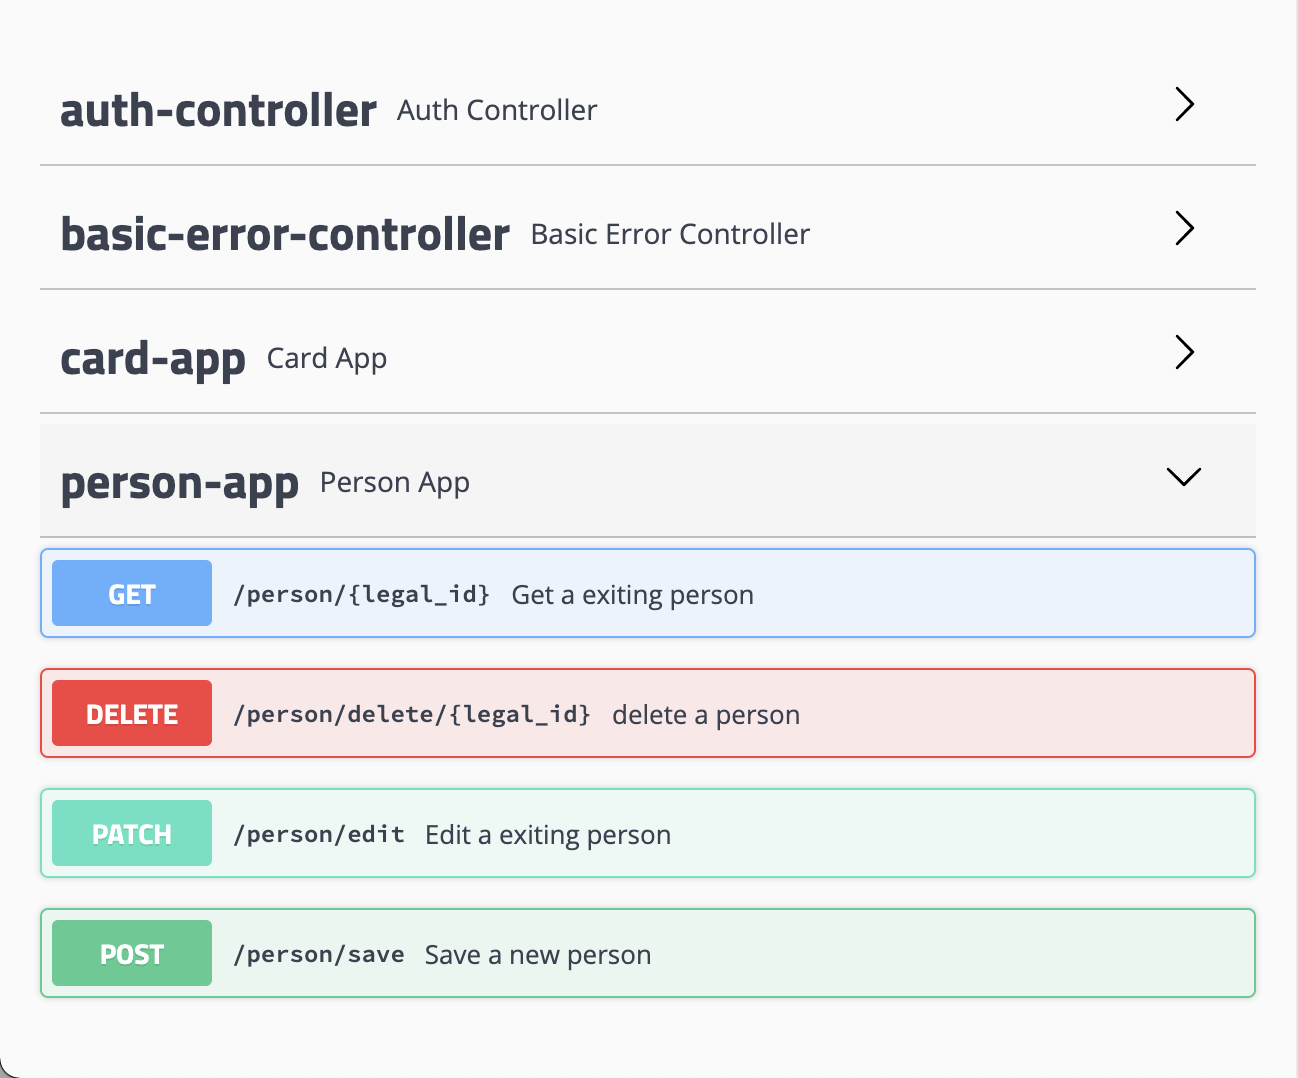 auth-controller Auth Controller
basic-error-controller Basic Error Controller
card-app Card App
person-app Person App
GET /person/{legal_id} Get a exiting person
DELETE /person/delete/{legal_id} delete a person
PATCH /person/edit Edit a exiting person
POST /person/save Save a new person